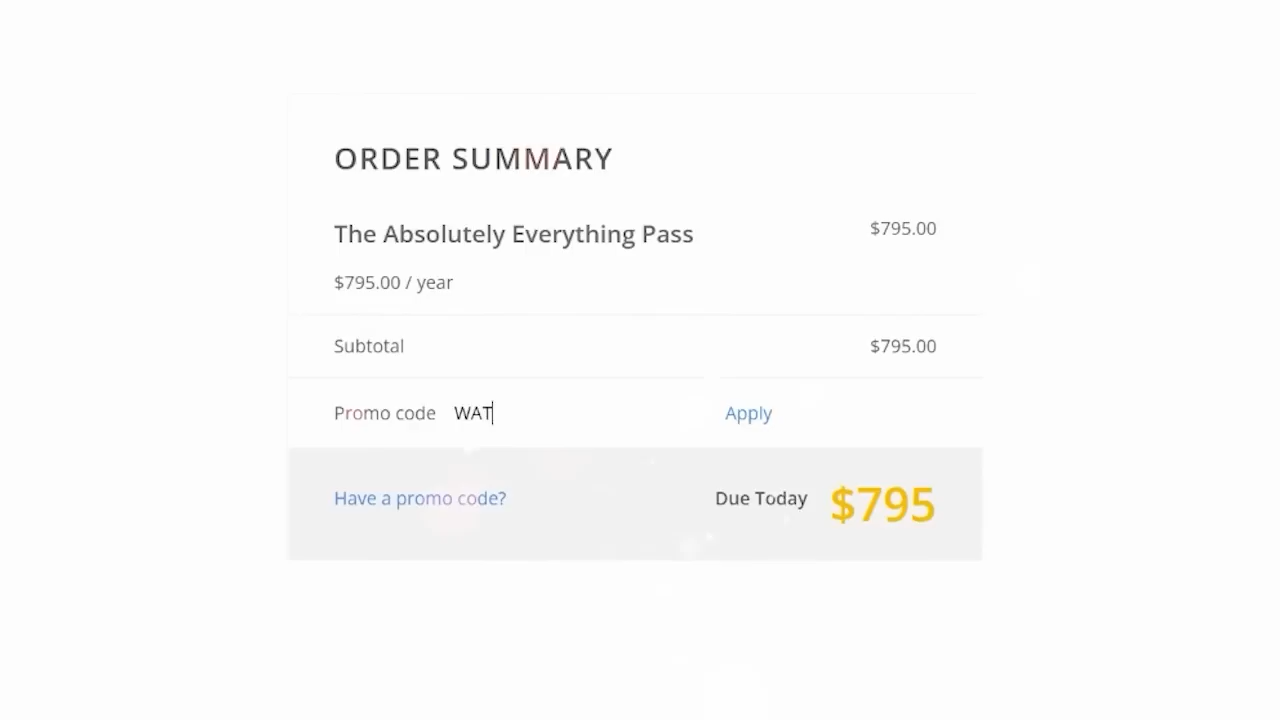 ORDER SUMMARY
The Absolutely Everything Pass $795.00
$795.00 / year
Subtotal $795.00
Promo code WAT Apply
Have a promo code? Due Today $795